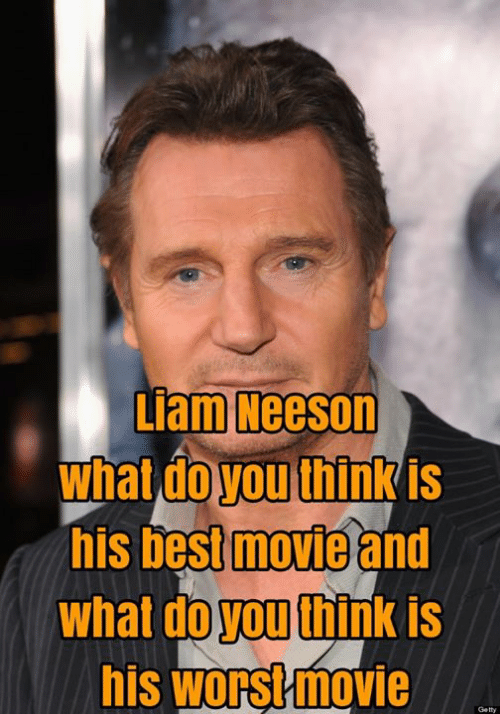 Liam Neeson
what do you think is
his best movie and
what do you think is
his worst movie
Getty